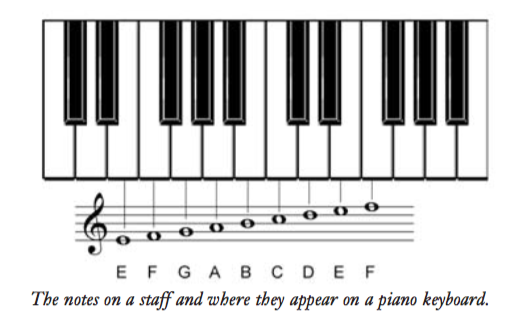 E F G A B C D E F
The notes on a staff and where they appear on a piano keyboard.